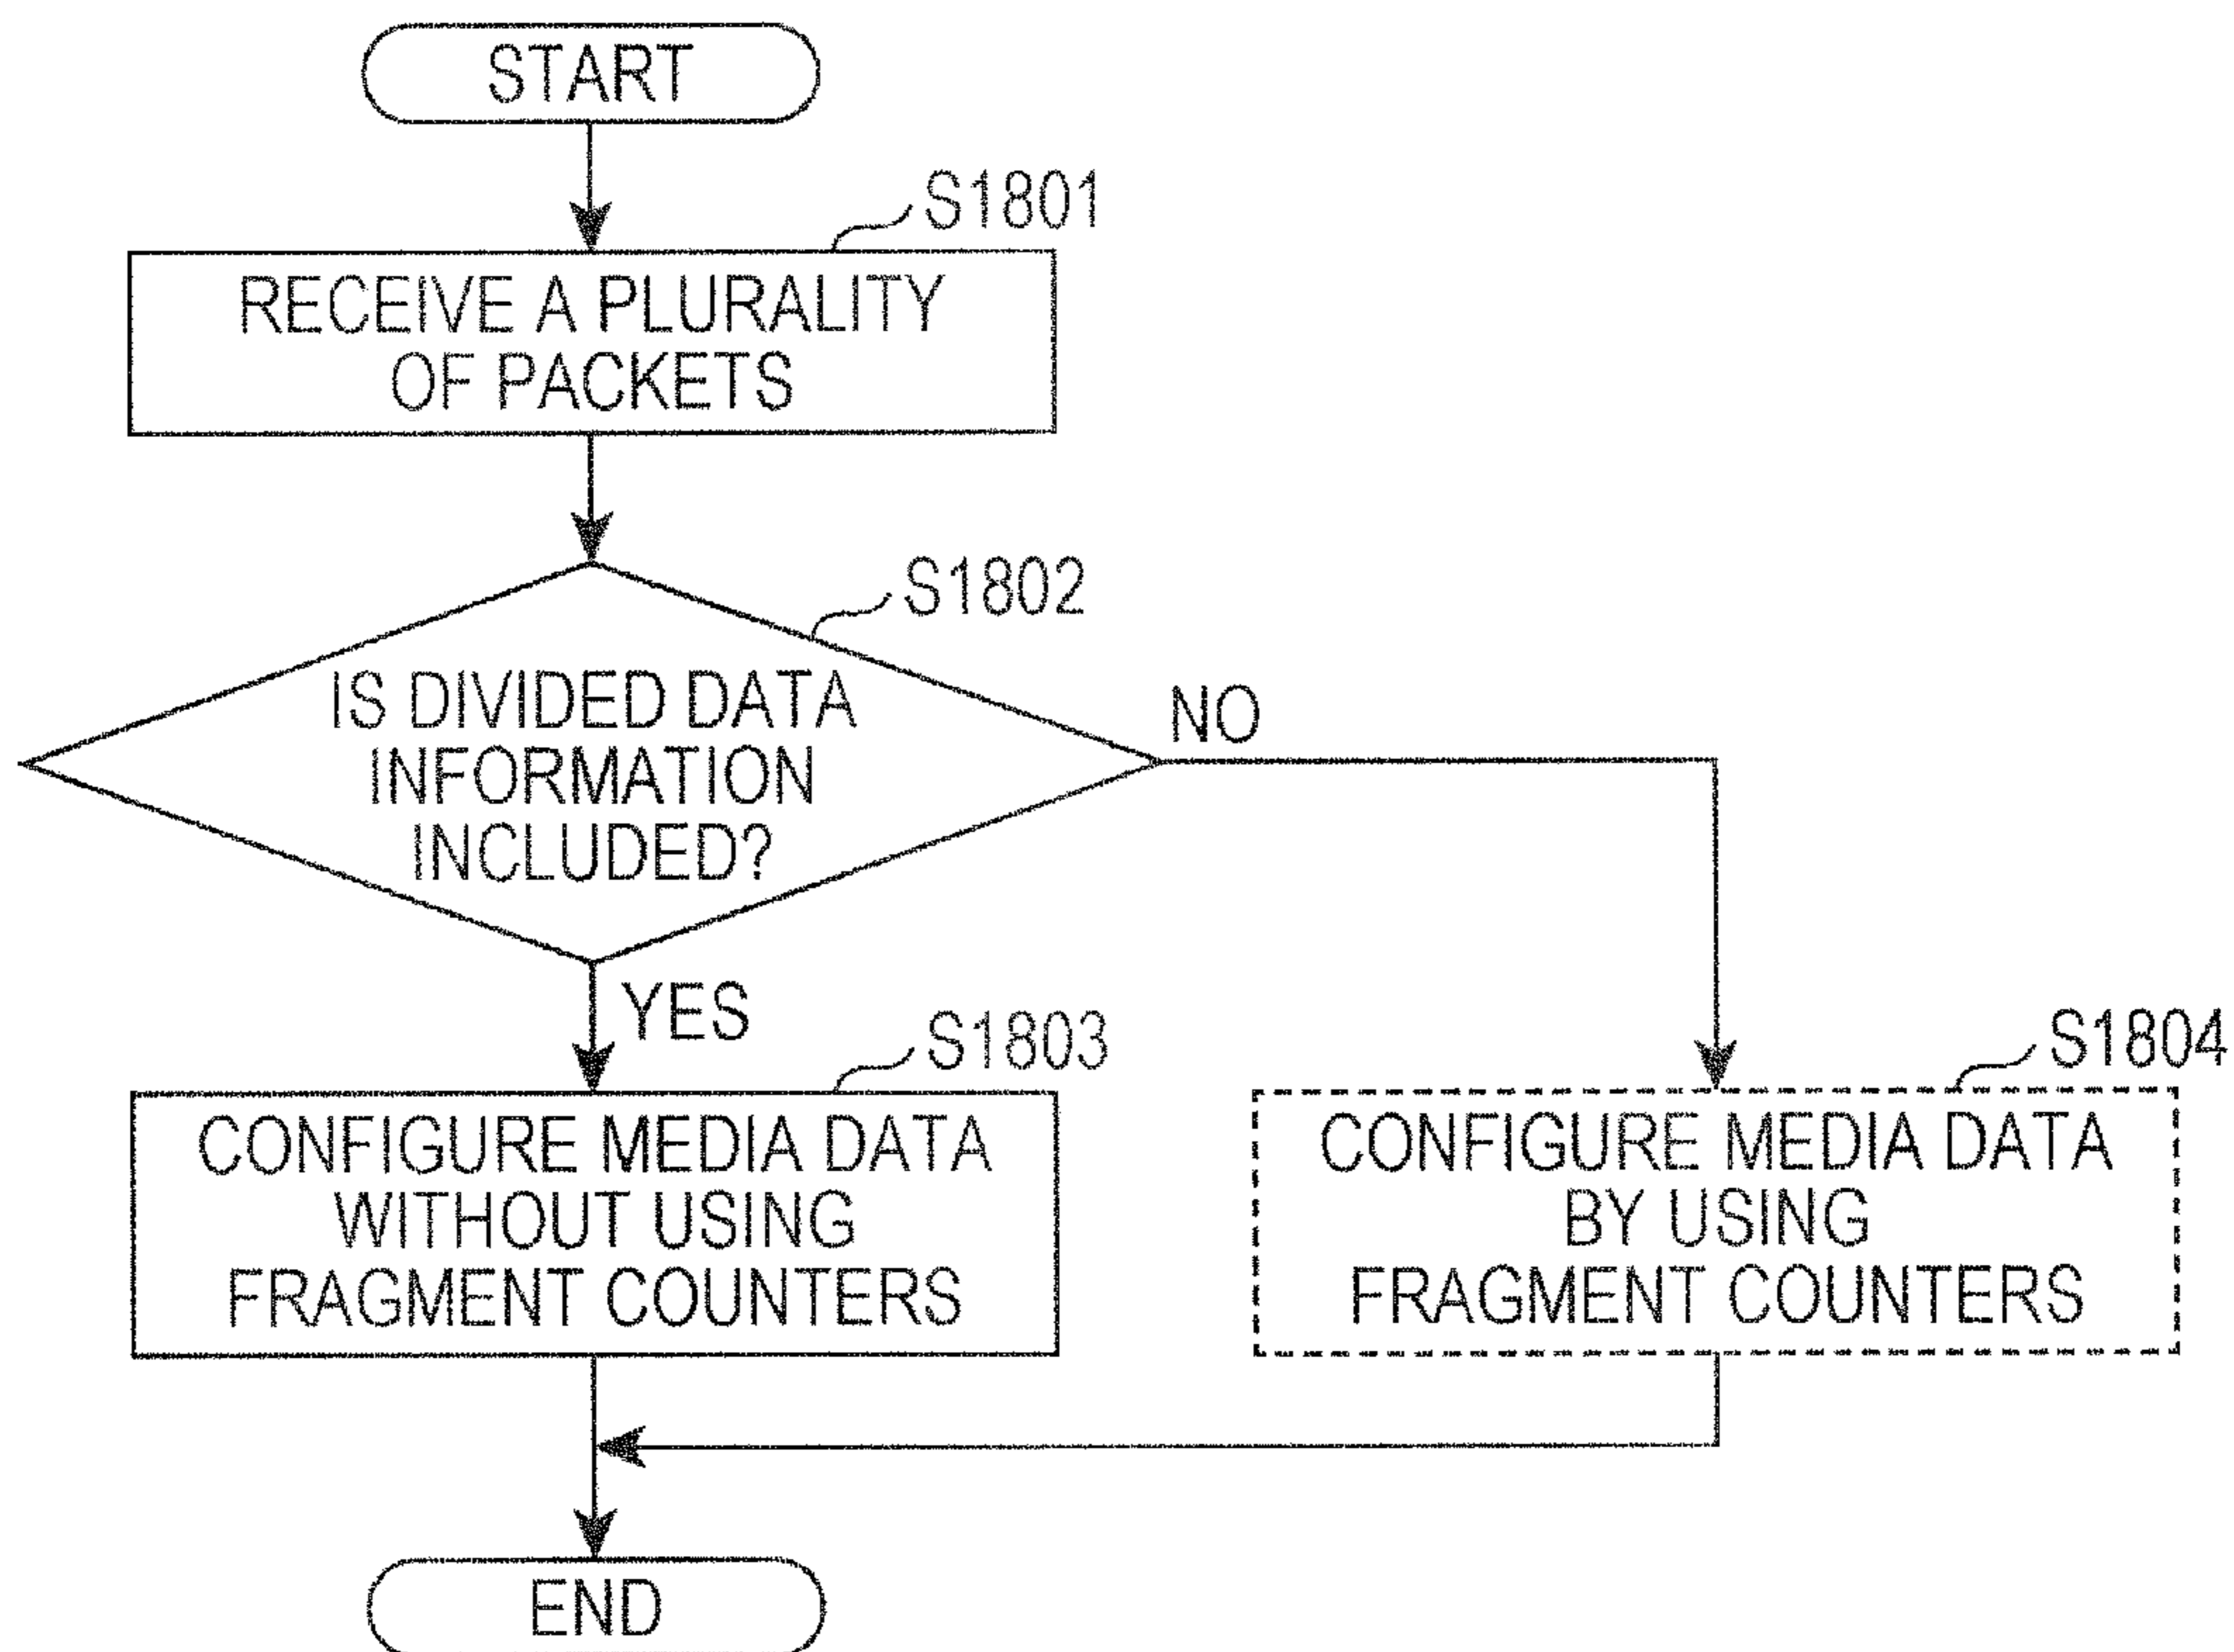 START
S1801
RECEIVE A PLURALITY
OF PACKETS
S1802
IS DIVIDED DATA
INFORMATION
INCLUDED?
NO
YES
S1803
CONFIGURE MEDIA DATA
WITHOUT USING
FRAGMENT COUNTERS
S1804
CONFIGURE MEDIA DATA
BY USING
FRAGMENT COUNTERS
END